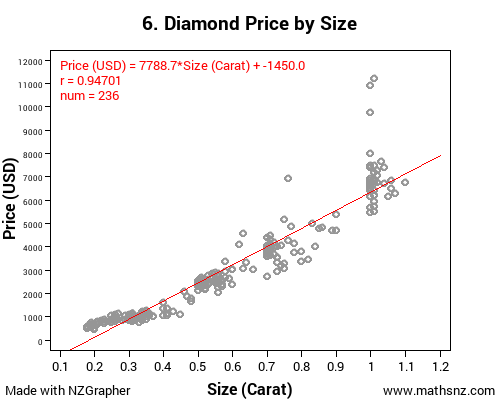 6. Diamond Price by Size
Price (USD) = 7788.7*Size (Carat) + -1450.0
r = 0.94701
num = 236
12000
11000
10000
9000
8000
7000
6000
5000
4000
3000
2000
1000
0
Price (USD)
0.1 0.2 0.3 0.4 0.5 0.6 0.7 0.8 0.9 1 1.1 1.2
Made with NZGrapher
Size (Carat)
www.mathsnz.com